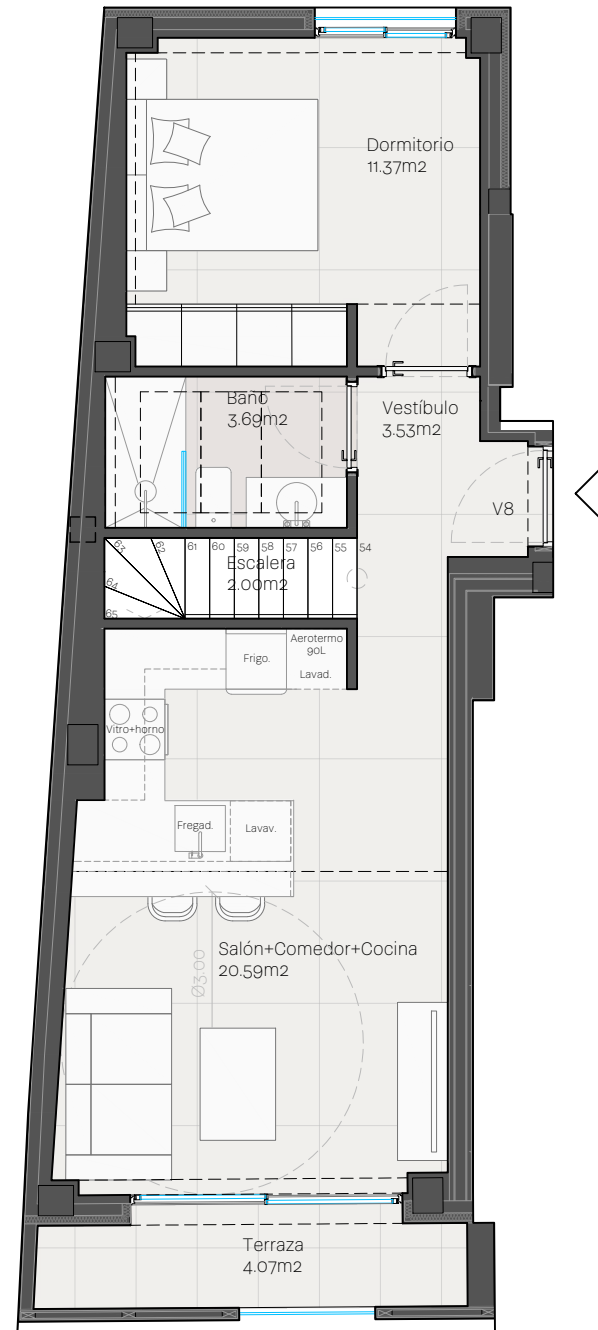 Dormitorio
11.37m2
Baño
3.69m2
Vestíbulo
3.53m2
V8
63
62
61
60
59
58
57
56
55
54
64
65
Escalera
2.00m2
Frigo.
Aerotermo
90L
Lavad.
Vitro+horno
Fregad.
Lavav.
Salón+Comedor+Cocina
20.59m2
Ø3.00
Terraza
4.07m2